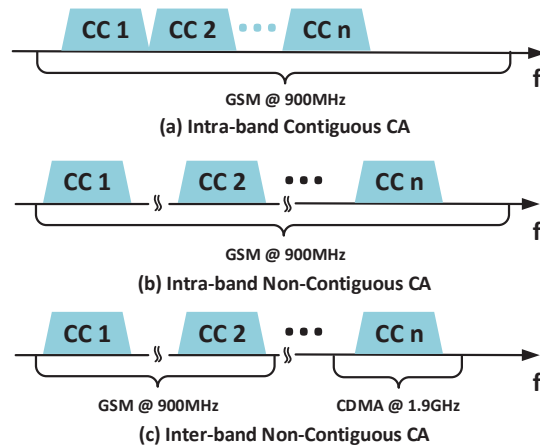 CC 1 CC 2 ••• CC n
f
GSM @ 900MHz
(a) Intra-band Contiguous CA
CC 1 CC 2 ••• CC n
f
GSM @ 900MHz
(b) Intra-band Non-Contiguous CA
CC 1 CC 2 ••• CC n
f
GSM @ 900MHz CDMA @ 1.9GHz
(c) Inter-band Non-Contiguous CA